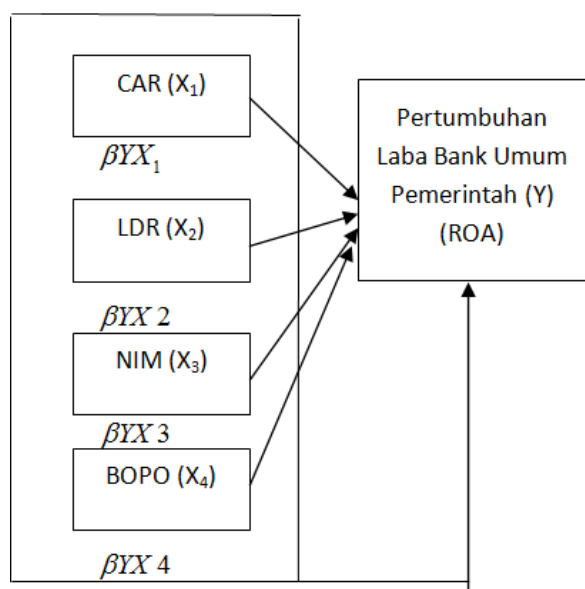 CAR (X₁)
βYX₁
LDR (X₂)
βYX 2
NIM (X₃)
βYX 3
BOPO (X₄)
βYX 4
Pertumbuhan
Laba Bank Umum
Pemerintah (Y)
(ROA)